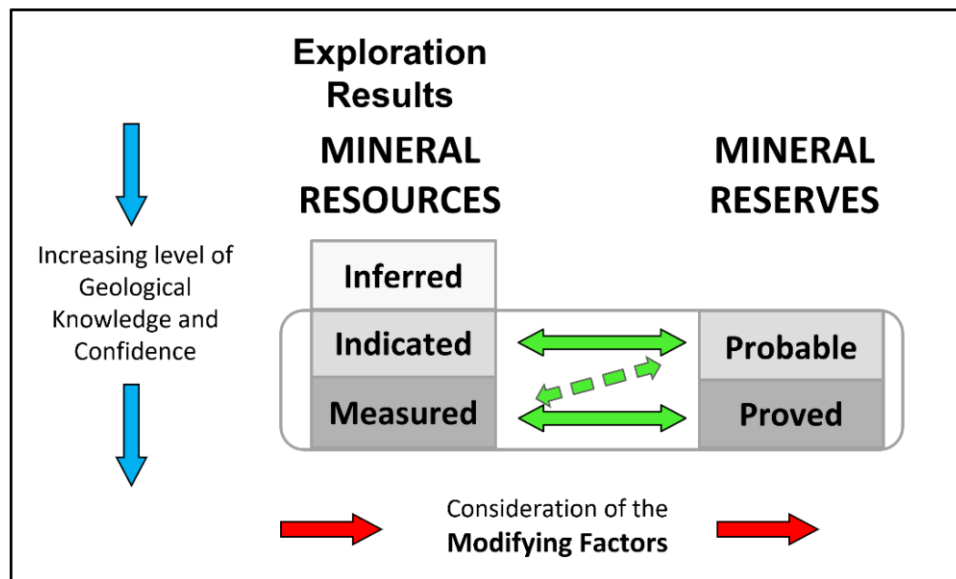 Exploration
Results
MINERAL
RESOURCES
MINERAL
RESERVES
Increasing level of
Geological
Knowledge and
Confidence
Inferred
Indicated
Measured
Probable
Proved
Consideration of the
Modifying Factors